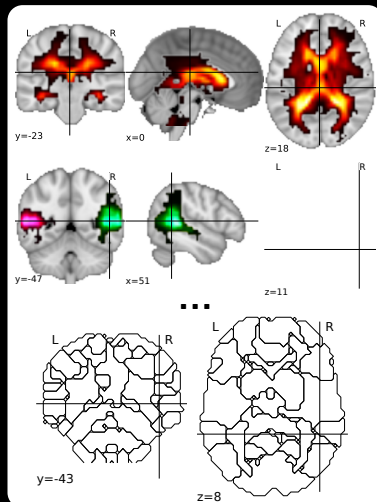 L R
L R
y=-23
x=0
z=18
L R
L R
y=-47
x=51
z=11
...
L R
L R
y=-43
z=8